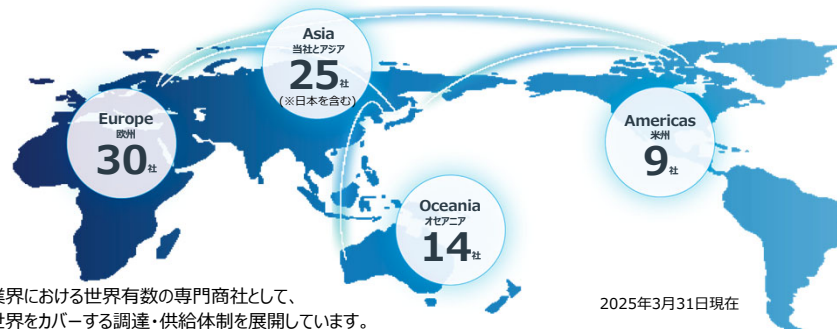 Asia
当社とアジア
25社
(※日本を含む)
Europe
欧州
30社
Americas
米州
9社
Oceania
オセアニア
14社
業界における世界有数の専門商社として、
世界をカバーする調達・供給体制を展開しています。
2025年3月31日現在